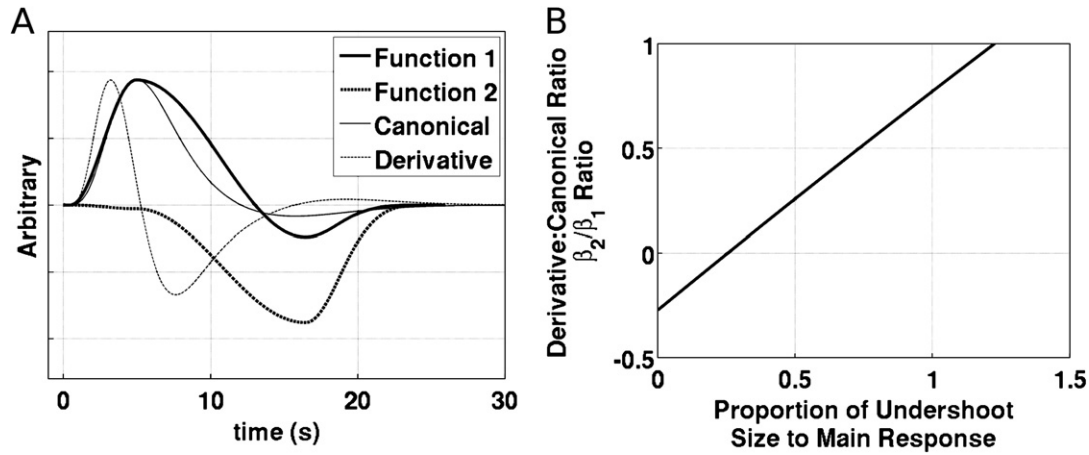 A
Function 1
Function 2
Canonical
Derivative
Arbitrary
0
10
20
30
time (s)
B
Derivative:Canonical Ratio
β2/β1 Ratio
1
0.5
0
-0.5
0
0.5
1
1.5
Proportion of Undershoot
Size to Main Response